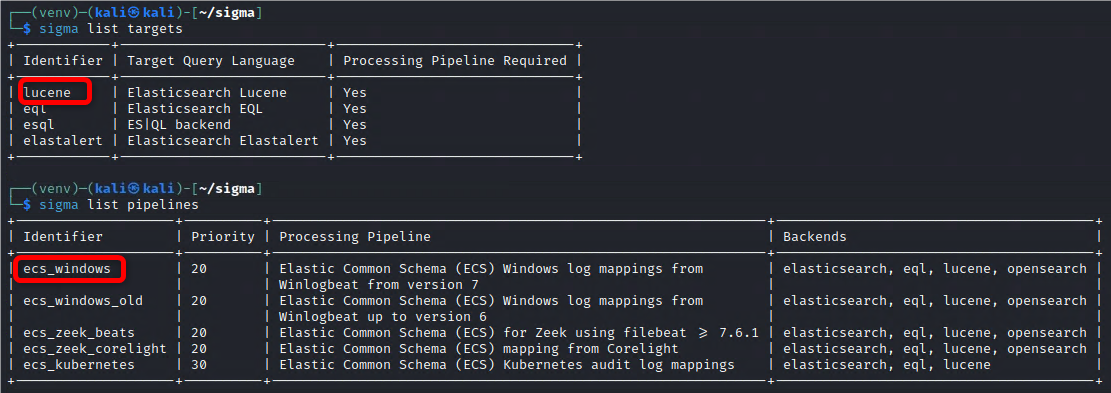 ┌──(venv)─(kali㉿kali)-[~/sigma]
└─$ sigma list targets
| Identifier | Target Query Language | Processing Pipeline Required |
| lucene | Elasticsearch Lucene | Yes |
| eql | Elasticsearch EQL | Yes |
| esql | ES|QL backend | Yes |
| elastalert | Elasticsearch Elastalert | Yes |
┌──(venv)─(kali㉿kali)-[~/sigma]
└─$ sigma list pipelines
| Identifier | Priority | Processing Pipeline | Backends |
| ecs_windows | 20 | Elastic Common Schema (ECS) Windows log mappings from | elasticsearch, eql, lucene, opensearch |
| | | Winlogbeat from version 7 | |
| ecs_windows_old | 20 | Elastic Common Schema (ECS) Windows log mappings from | elasticsearch, eql, lucene, opensearch |
| | | Winlogbeat up to version 6 | |
| ecs_zeek_beats | 20 | Elastic Common Schema (ECS) for Zeek using filebeat ≥ 7.6.1 | elasticsearch, eql, lucene, opensearch |
| ecs_zeek_corelight | 20 | Elastic Common Schema (ECS) mapping from Corelight | elasticsearch, eql, lucene, opensearch |
| ecs_kubernetes | 30 | Elastic Common Schema (ECS) Kubernetes audit log mappings | elasticsearch, eql, lucene |